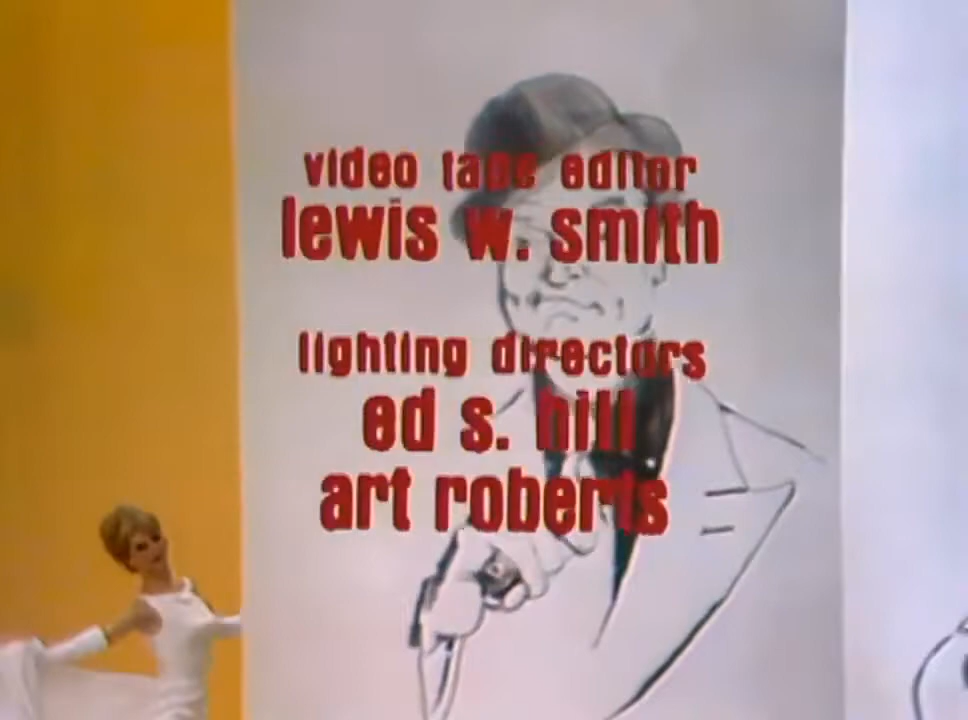 video tape editor
lewis w. smith
lighting directors
ed s. hill
art roberts